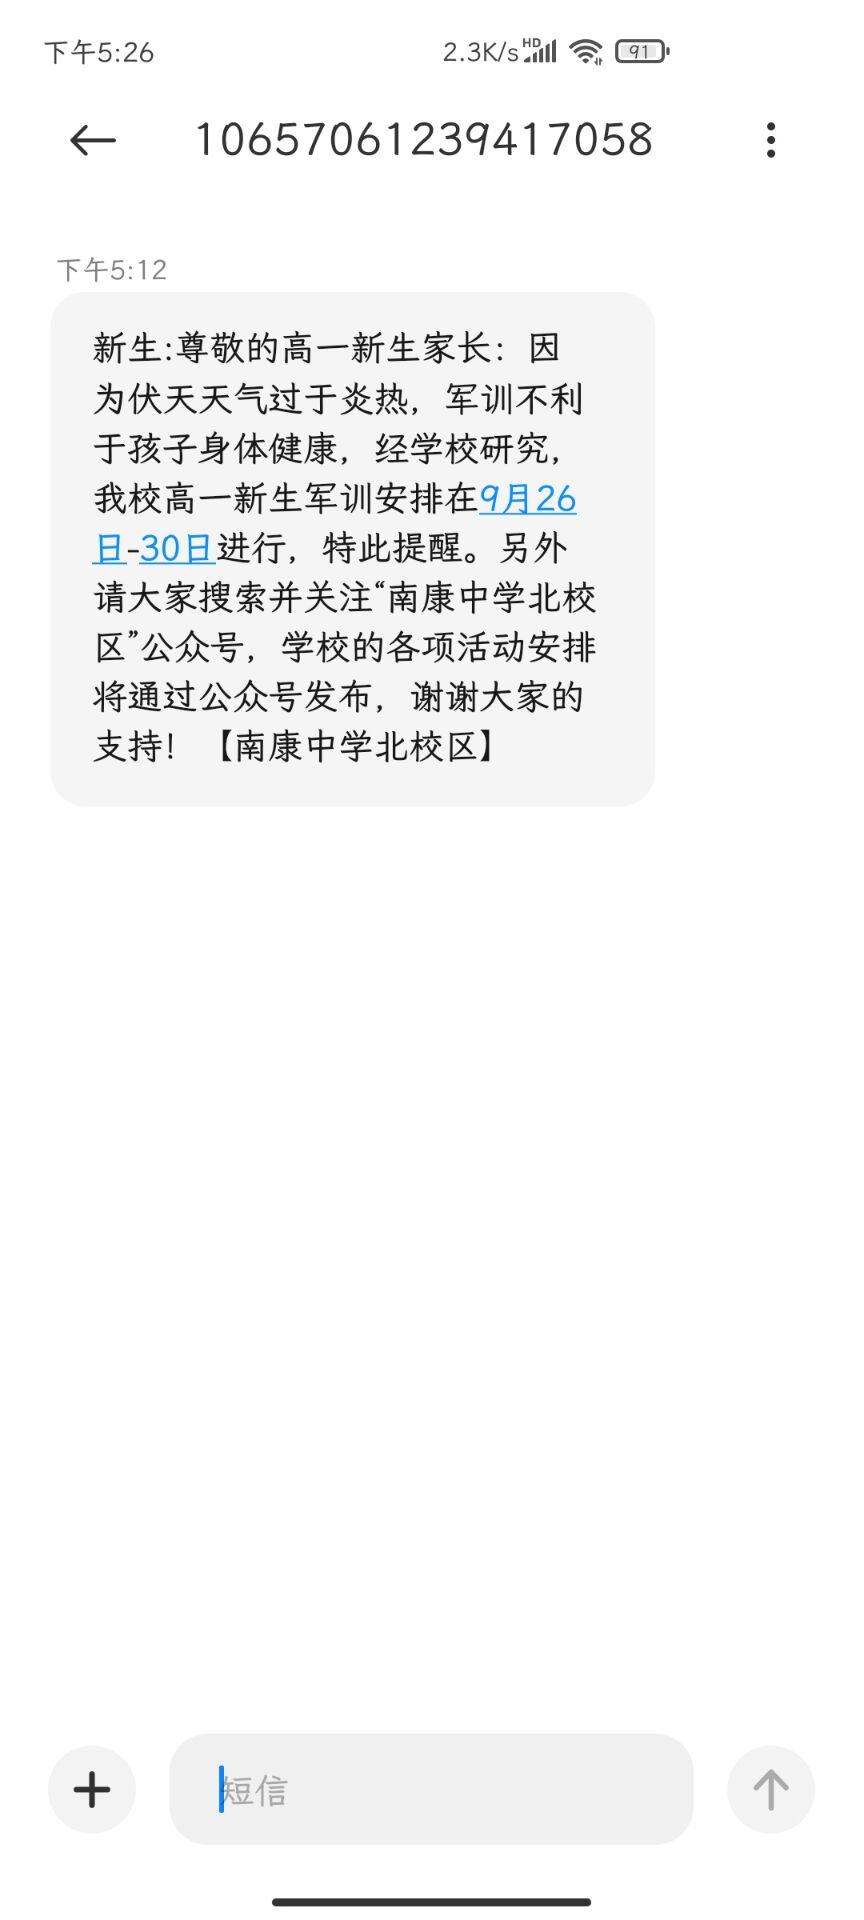 下午5:26
2.3K/s HD 91
10657061239417058
下午5:12
新生:尊敬的高一新生家长：因
为伏天天气过于炎热，军训不利
于孩子身体健康，经学校研究，
我校高一新生军训安排在9月26
日-30日进行，特此提醒。另外
请大家搜索并关注“南康中学北校
区”公众号，学校的各项活动安排
将通过公众号发布，谢谢大家的
支持！【南康中学北校区】
短信